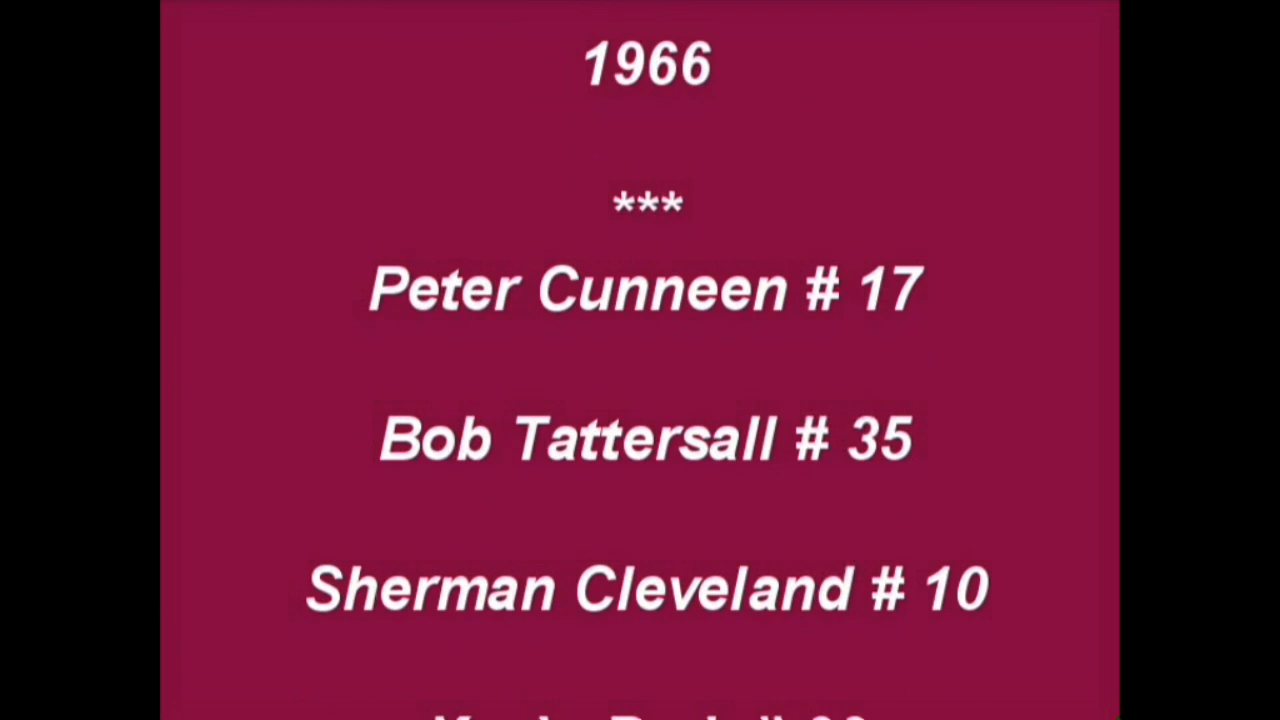 1966
***
Peter Cunneen # 17
Bob Tattersall # 35
Sherman Cleveland # 10